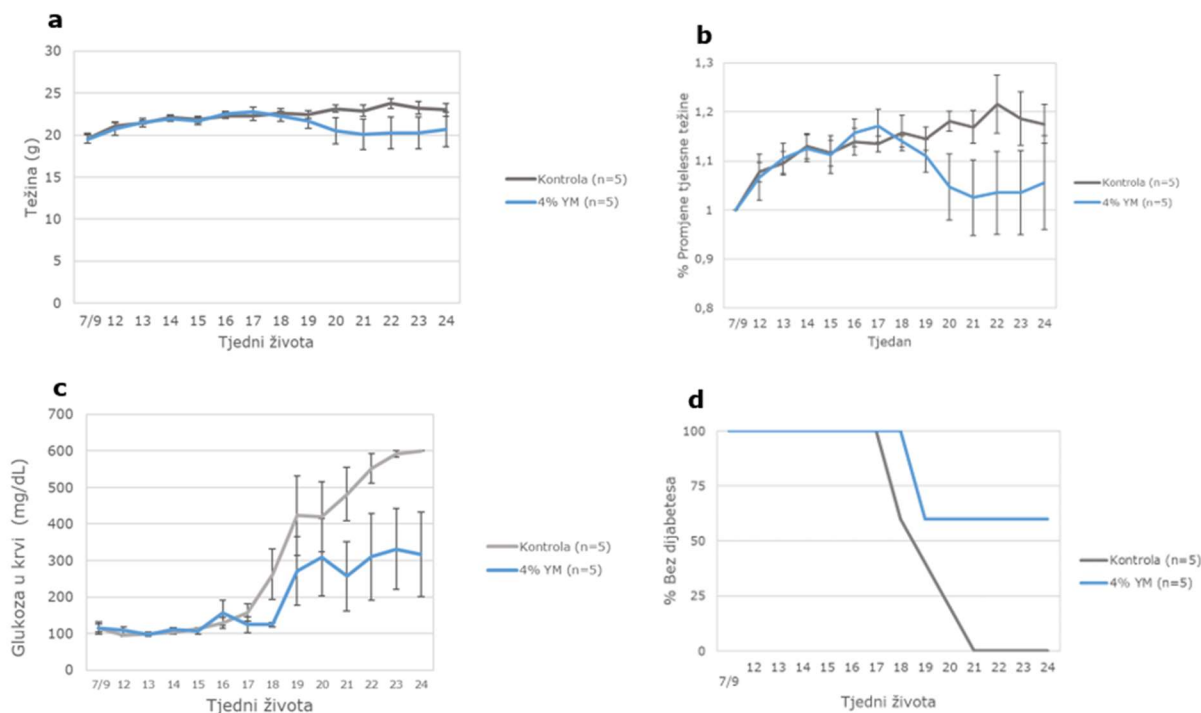 a
30
25
20
15
10
5
0
Težina (g)
7/9 12 13 14 15 16 17 18 19 20 21 22 23 24
Tjedni života
Kontrola (n=5)
4% YM (n=5)
b
1,3
1,2
1,1
1
0,9
0,8
% Promjene tjelesne težine
7/9 12 13 14 15 16 17 18 19 20 21 22 23 24
Tjedan
Kontrola (n=5)
4% YM (n=5)
c
700
600
500
400
300
200
100
0
Glukoza u krvi (mg/dL)
7/9 12 13 14 15 16 17 18 19 20 21 22 23 24
Tjedni života
Kontrola (n=5)
4% YM (n=5)
d
100
75
50
25
0
% Bez dijabetesa
12 13 14 15 16 17 18 19 20 21 22 23 24
7/9
Tjedni života
Kontrola (n=5)
4% YM (n=5)